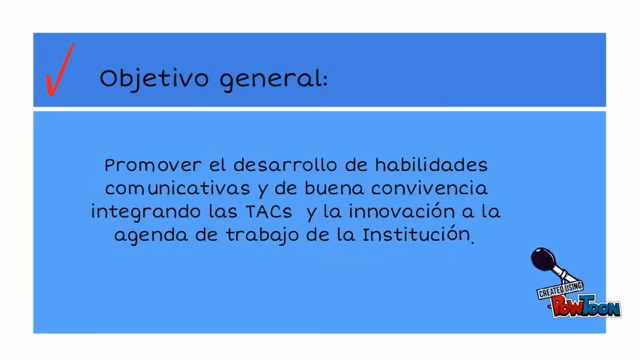 Objetivo general:
Promover el desarrollo de habilidades
comunicativas y de buena convivencia
integrando las TACs y la innovación a la
agenda de trabajo de la Institución.
CREATED USING
POWTOON